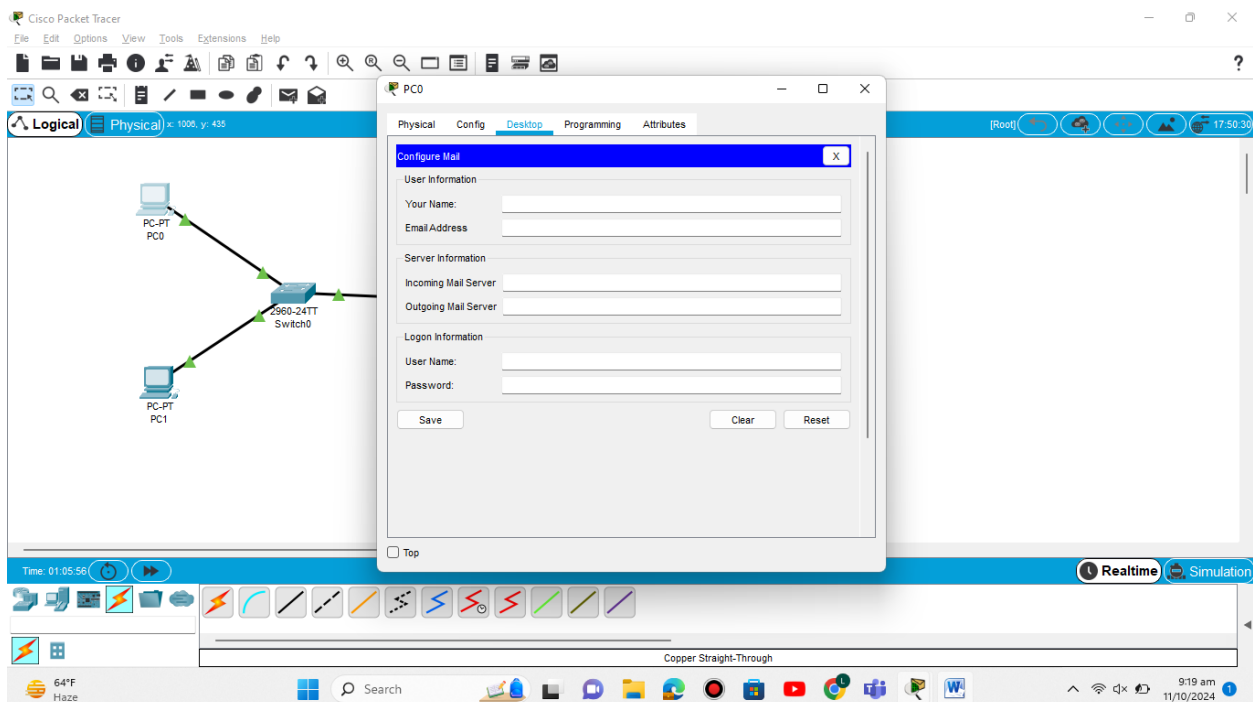 Cisco Packet Tracer
File Edit Options View Tools Extensions Help
?
PC0
Logical Physical x: 1006, y: 435
[Root] 17:50:30
Physical Config Desktop Programming Attributes
Configure Mail X
User Information
Your Name:
Email Address
Server Information
Incoming Mail Server
Outgoing Mail Server
Logon Information
User Name:
Password:
Save Clear Reset
Top
PC-PT
PC0
2960-24TT
Switch0
PC-PT
PC1
Time: 01:05:56
Realtime Simulation
Copper Straight-Through
64°F
Haze
Search
9:19 am
11/10/2024
1